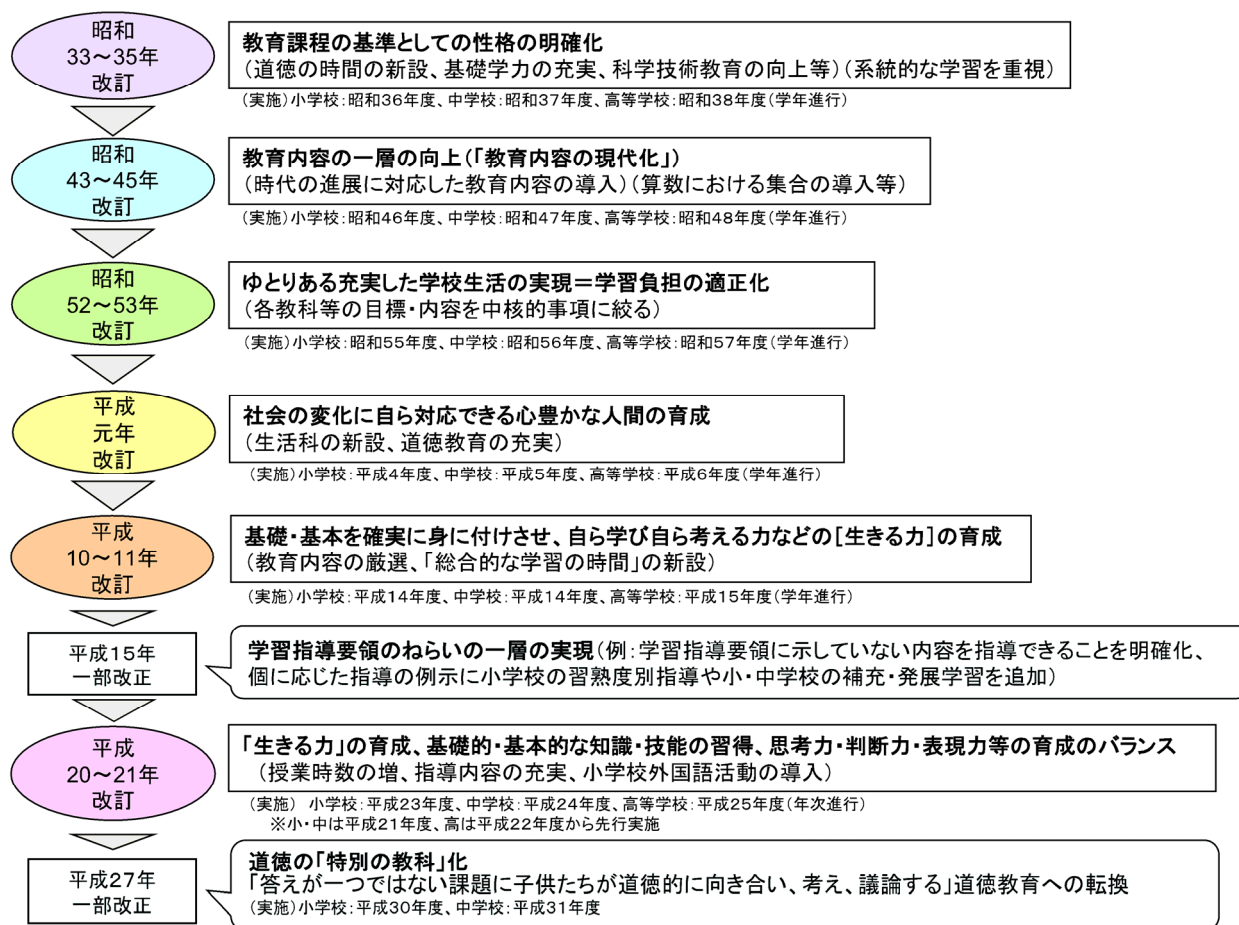 昭和
33～35年
改訂
教育課程の基準としての性格の明確化
（道徳の時間の新設、基礎学力の充実、科学技術教育の向上等）（系統的な学習を重視）
（実施）小学校：昭和36年度、中学校：昭和37年度、高等学校：昭和38年度（学年進行）
昭和
43～45年
改訂
教育内容の一層の向上（「教育内容の現代化」）
（時代の進展に対応した教育内容の導入）（算数における集合の導入等）
（実施）小学校：昭和46年度、中学校：昭和47年度、高等学校：昭和48年度（学年進行）
昭和
52～53年
改訂
ゆとりある充実した学校生活の実現＝学習負担の適正化
（各教科等の目標・内容を中核的事項に絞る）
（実施）小学校：昭和55年度、中学校：昭和56年度、高等学校：昭和57年度（学年進行）
平成
元年
改訂
社会の変化に自ら対応できる心豊かな人間の育成
（生活科の新設、道徳教育の充実）
（実施）小学校：平成4年度、中学校：平成5年度、高等学校：平成6年度（学年進行）
平成
10～11年
改訂
基礎・基本を確実に身に付けさせ、自ら学び自ら考える力などの［生きる力］の育成
（教育内容の厳選、「総合的な学習の時間」の新設）
（実施）小学校：平成14年度、中学校：平成14年度、高等学校：平成15年度（学年進行）
平成15年
一部改正
学習指導要領のねらいの一層の実現（例：学習指導要領に示していない内容を指導できることを明確化、
個に応じた指導の例示に小学校の習熟度別指導や小・中学校の補充・発展学習を追加）
平成
20～21年
改訂
「生きる力」の育成、基礎的・基本的な知識・技能の習得、思考力・判断力・表現力等の育成のバランス
（授業時数の増、指導内容の充実、小学校外国語活動の導入）
（実施） 小学校：平成23年度、中学校：平成24年度、高等学校：平成25年度（年次進行）
※小・中は平成21年度、高は平成22年度から先行実施
平成27年
一部改正
道徳の「特別の教科」化
「答えが一つではない課題に子供たちが道徳的に向き合い、考え、議論する」道徳教育への転換
（実施）小学校：平成30年度、中学校：平成31年度